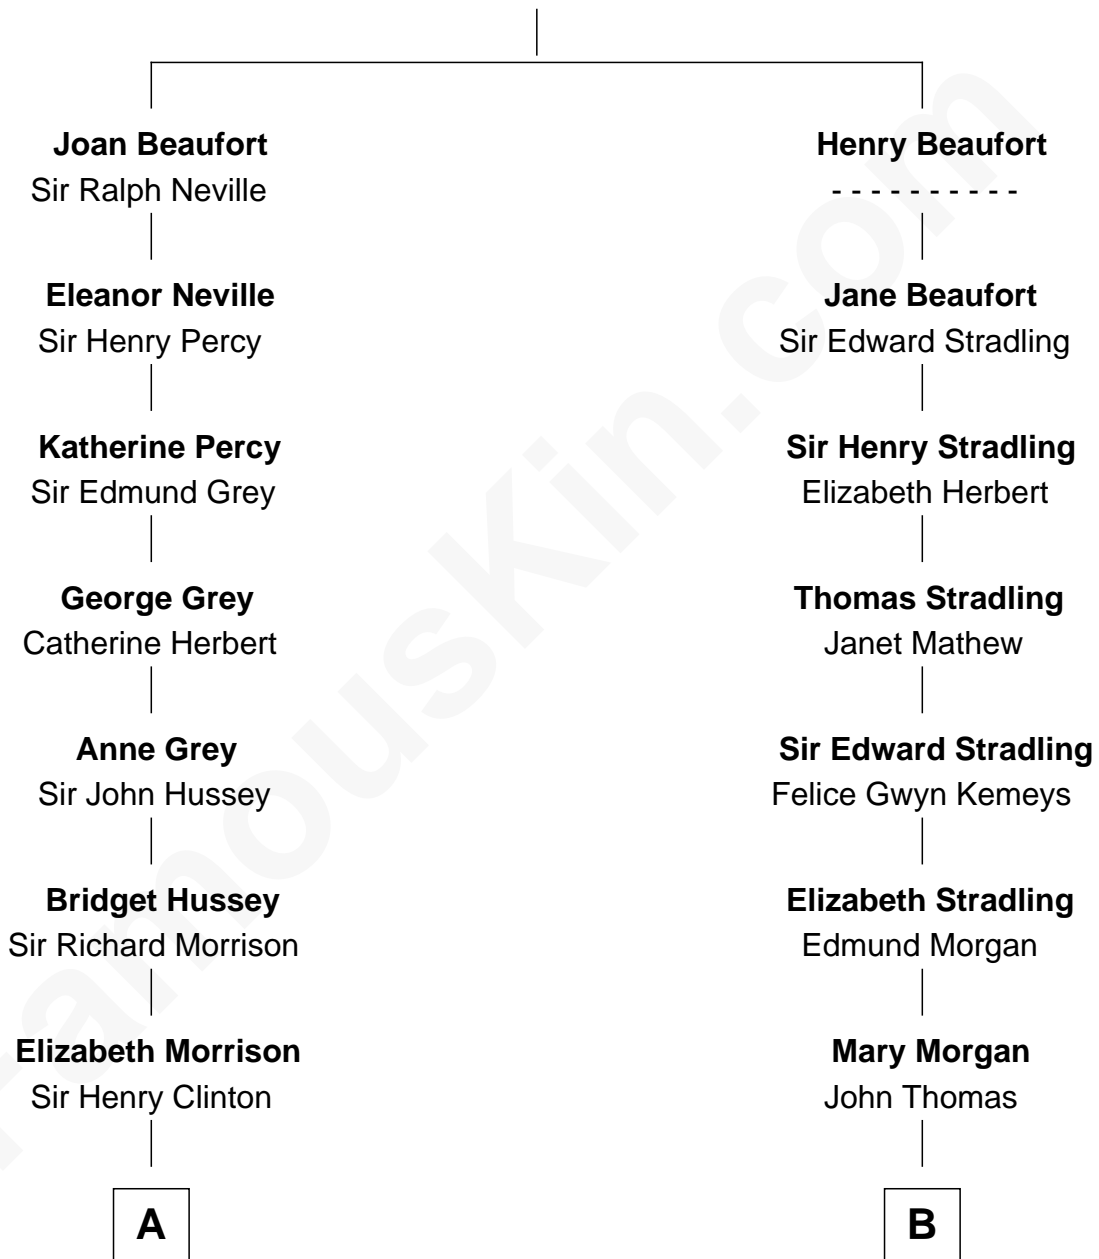 Joan Beaufort
Sir Ralph Neville
Henry Beaufort
- - - - - - - - - -
Eleanor Neville
Sir Henry Percy
Jane Beaufort
Sir Edward Stradling
Katherine Percy
Sir Edmund Grey
Sir Henry Stradling
Elizabeth Herbert
George Grey
Catherine Herbert
Thomas Stradling
Janet Mathew
Anne Grey
Sir John Hussey
Sir Edward Stradling
Felice Gwyn Kemeys
Bridget Hussey
Sir Richard Morrison
Elizabeth Stradling
Edmund Morgan
Elizabeth Morrison
Sir Henry Clinton
Mary Morgan
John Thomas
A
B
FamousKin.com